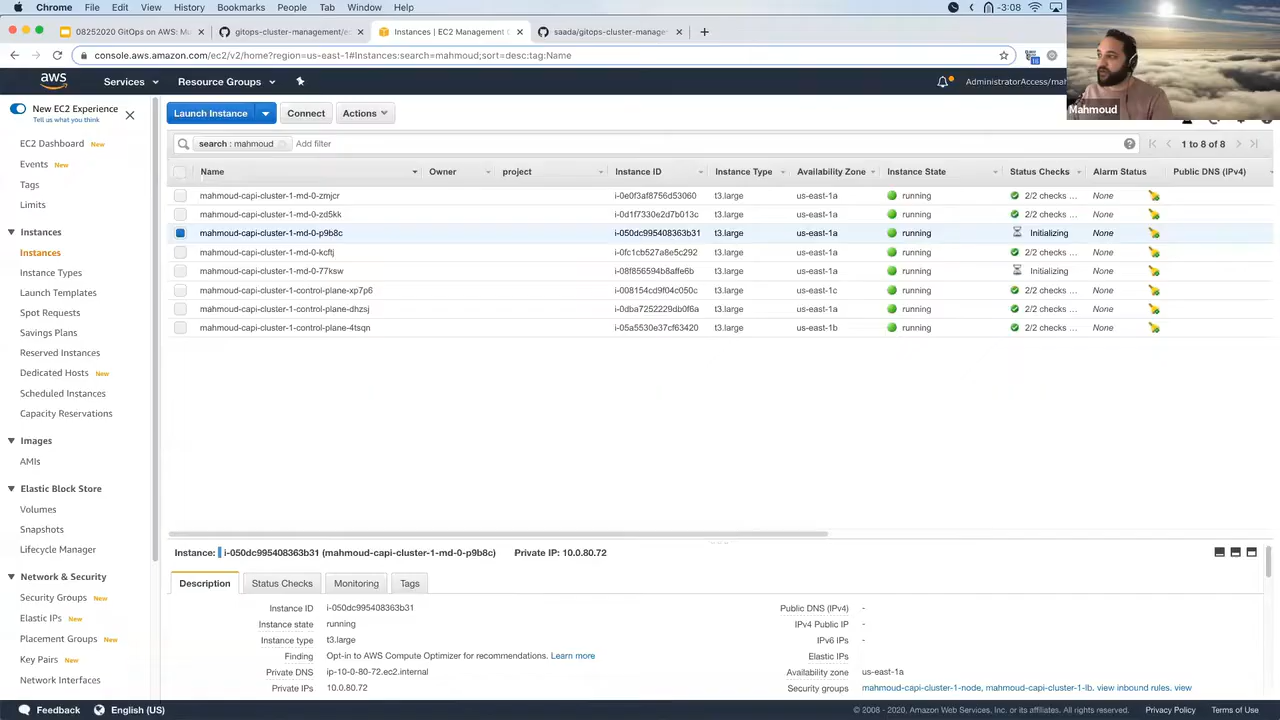 Chrome File Edit View History Bookmarks People Tab Window Help -3:08
08252020 GitOps on AWS: Mu × gitops-cluster-management/e × Instances | EC2 Management C × saada/gitops-cluster-manage ×
console.aws.amazon.com/ec2/v2/home?region=us-east-1#Instances:search=mahmoud;sort=desc:tag:Name
aws Services Resource Groups AdministratorAccess/mah
Mahmoud
New EC2 Experience
Tell us what you think
Launch Instance Connect Actions
EC2 Dashboard New
search : mahmoud Add filter 1 to 8 of 8
Events New
Tags
Limits
Instances
Instances
Instance Types
Launch Templates
Spot Requests
Savings Plans
Reserved Instances
Dedicated Hosts New
Scheduled Instances
Capacity Reservations
Images
AMIs
Elastic Block Store
Volumes
Snapshots
Lifecycle Manager
Network & Security
Security Groups New
Elastic IPs New
Placement Groups New
Key Pairs New
Network Interfaces
Name Owner project Instance ID Instance Type Availability Zone Instance State Status Checks Alarm Status Public DNS (IPv4)
mahmoud-capi-cluster-1-md-0-zmjcr i-0e0f3af8756d53060 t3.large us-east-1a running 2/2 checks ... None
mahmoud-capi-cluster-1-md-0-zd5kk i-0d1f7330e2d7b013c t3.large us-east-1a running 2/2 checks ... None
mahmoud-capi-cluster-1-md-0-p9b8c i-050dc995408363b31 t3.large us-east-1a running Initializing None
mahmoud-capi-cluster-1-md-0-kcftj i-0fc1cb527a8e5c292 t3.large us-east-1a running 2/2 checks ... None
mahmoud-capi-cluster-1-md-0-77ksw i-08f856594b8affe6b t3.large us-east-1a running Initializing None
mahmoud-capi-cluster-1-control-plane-xp7p6 i-008154cd9f04c050c t3.large us-east-1c running 2/2 checks ... None
mahmoud-capi-cluster-1-control-plane-dhzsj i-0dba7252229db0f6a t3.large us-east-1a running 2/2 checks ... None
mahmoud-capi-cluster-1-control-plane-4tsqn i-05a5530e37cf63420 t3.large us-east-1b running 2/2 checks ... None
Instance: i-050dc995408363b31 (mahmoud-capi-cluster-1-md-0-p9b8c) Private IP: 10.0.80.72
Description Status Checks Monitoring Tags
Instance ID i-050dc995408363b31 Public DNS (IPv4) -
Instance state running IPv4 Public IP -
Instance type t3.large IPv6 IPs -
Finding Opt-in to AWS Compute Optimizer for recommendations. Learn more Elastic IPs
Private DNS ip-10-0-80-72.ec2.internal Availability zone us-east-1a
Private IPs 10.0.80.72 Security groups mahmoud-capi-cluster-1-node, mahmoud-capi-cluster-1-lb. view inbound rules. view
Feedback English (US) © 2008 - 2020, Amazon Web Services, Inc. or its affiliates. All rights reserved. Privacy Policy Terms of Use